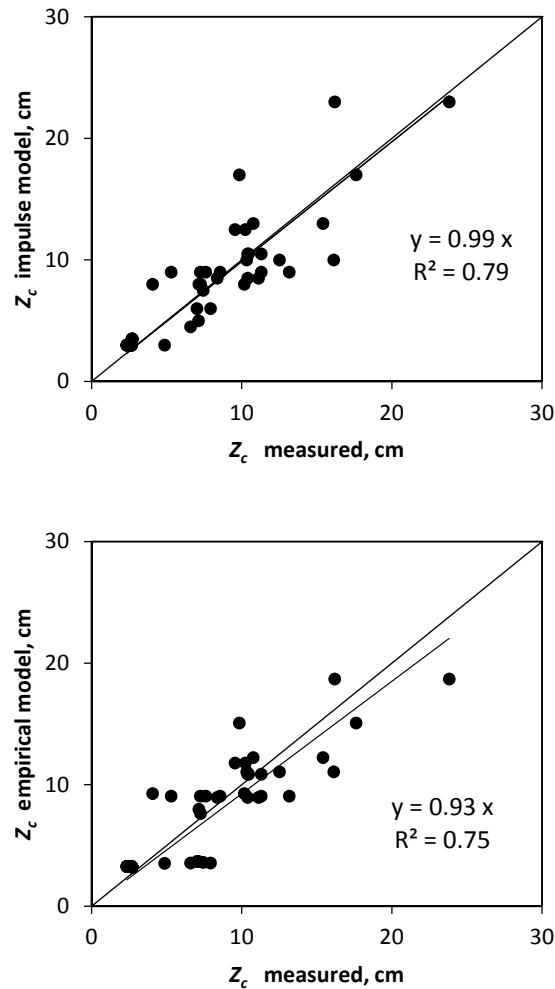 30
20
10
0
Z_c impulse model, cm
y = 0.99 x
R² = 0.79
0 10 20 30
Z_c measured, cm
30
20
10
0
Z_c empirical model, cm
y = 0.93 x
R² = 0.75
0 10 20 30
Z_c measured, cm